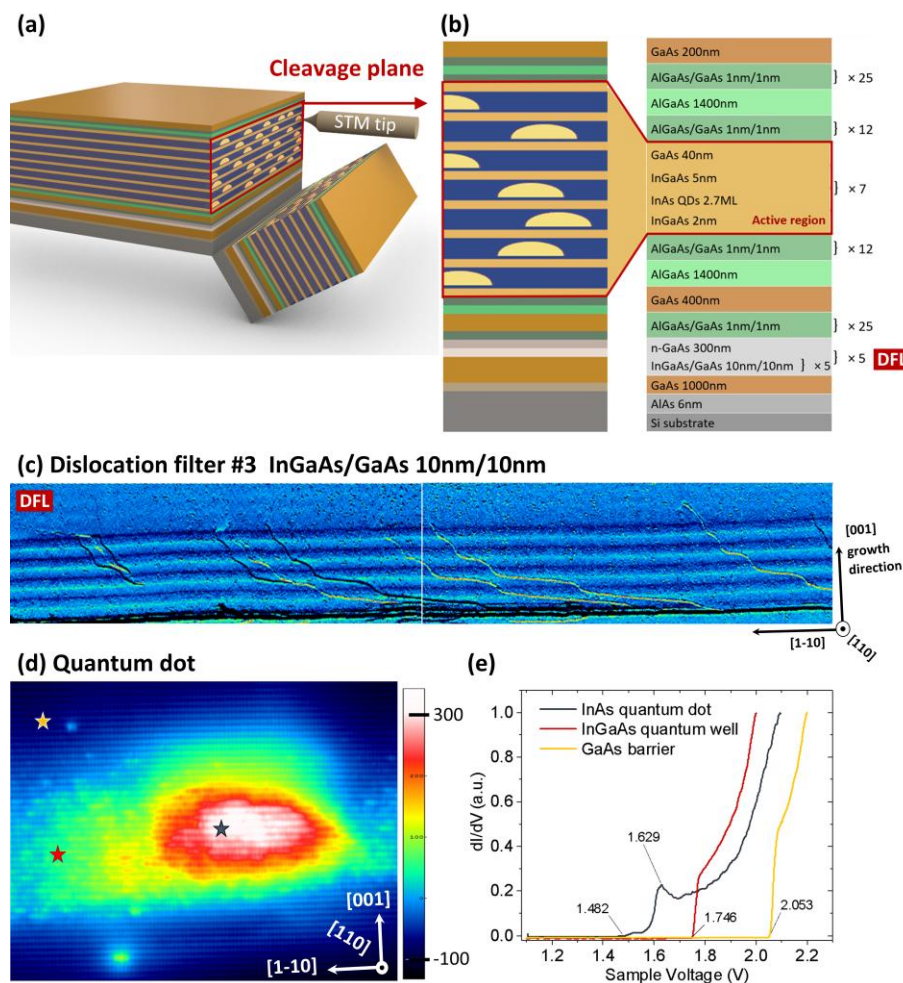 (a)
Cleavage plane
STM tip
(b)
GaAs 200nm
AlGaAs/GaAs 1nm/1nm } × 25
AlGaAs 1400nm
AlGaAs/GaAs 1nm/1nm } × 12
GaAs 40nm
InGaAs 5nm
InAs QDs 2.7ML
InGaAs 2nm
} × 7
Active region
AlGaAs/GaAs 1nm/1nm } × 12
AlGaAs 1400nm
GaAs 400nm
AlGaAs/GaAs 1nm/1nm } × 25
n-GaAs 300nm
InGaAs/GaAs 10nm/10nm } × 5
} × 5 DFL
GaAs 1000nm
AlAs 6nm
Si substrate
(c) Dislocation filter #3 InGaAs/GaAs 10nm/10nm
DFL
[001]
growth
direction
[1-10]
[110]
(d) Quantum dot
300
-100
[001]
[110]
[1-10]
(e)
InAs quantum dot
InGaAs quantum well
GaAs barrier
dI/dV (a.u.)
1.0
0.8
0.6
0.4
0.2
0.0
1.629
1.482
1.746
2.053
1.2 1.4 1.6 1.8 2.0 2.2
Sample Voltage (V)